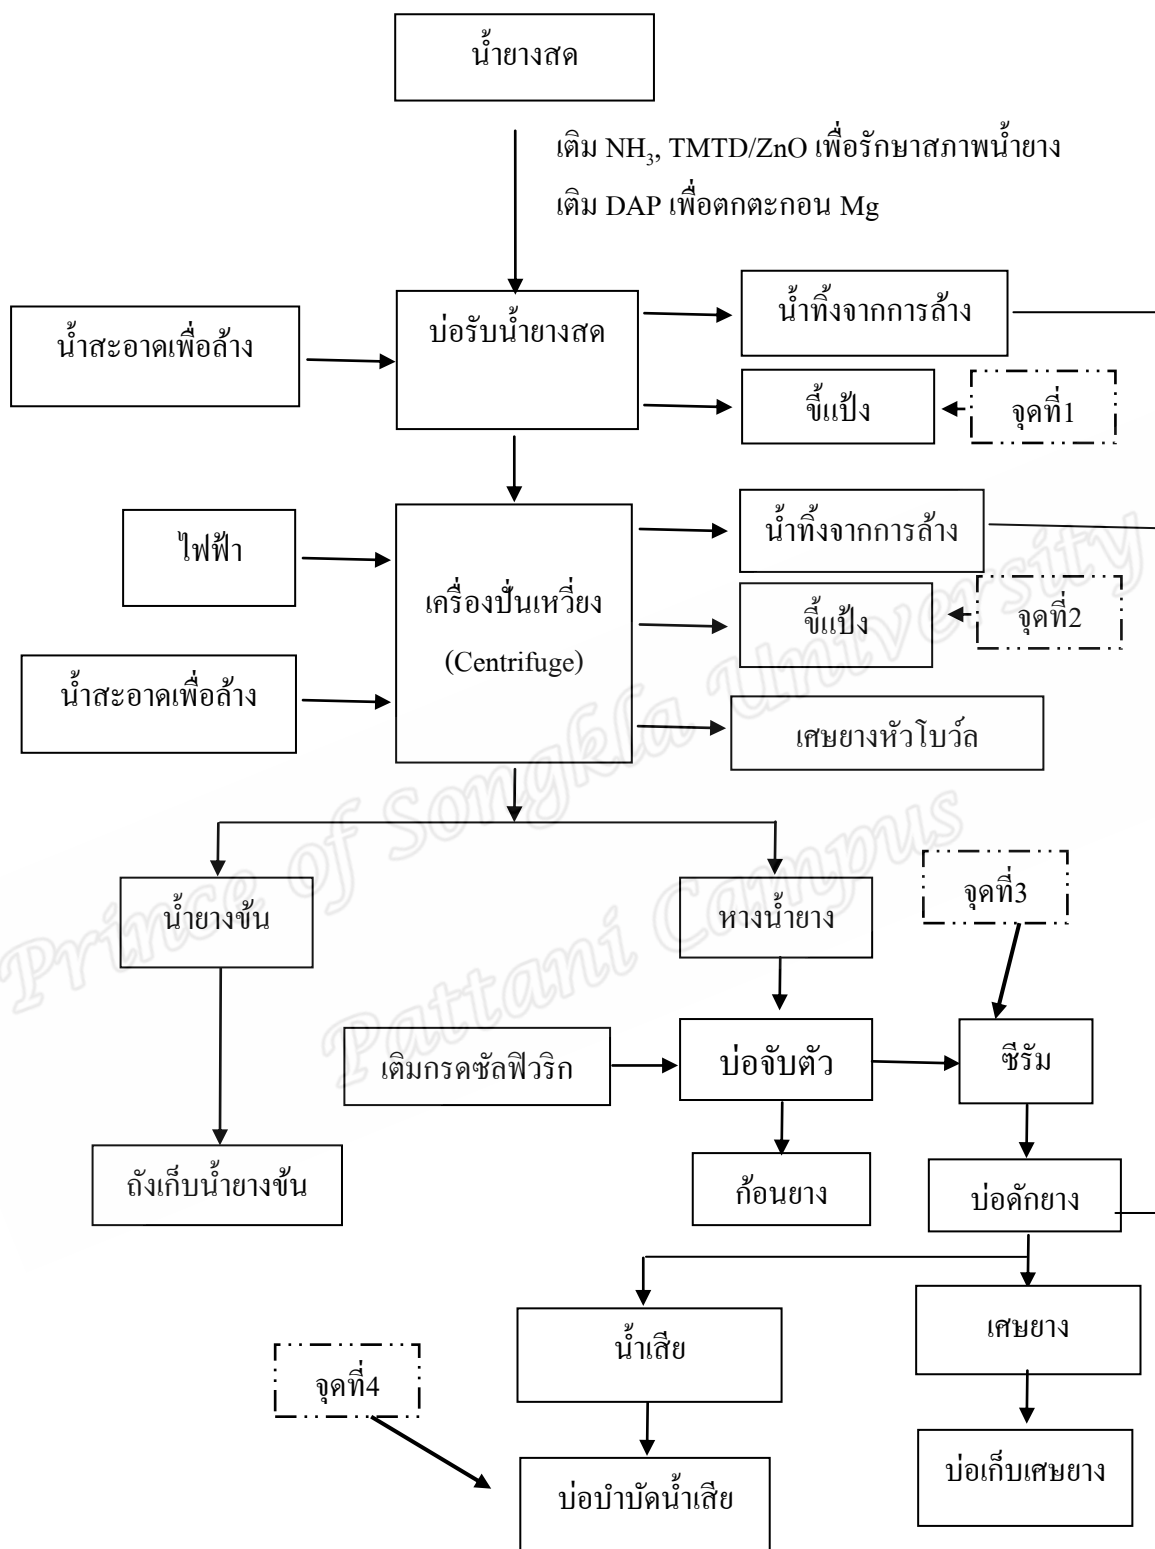 น้ำยางสด
เติม NH₃, TMTD/ZnO เพื่อรักษาสภาพน้ำยาง
เติม DAP เพื่อตกตะกอน Mg
น้ำสะอาดเพื่อล้าง
บ่อรับน้ำยางสด
น้ำทิ้งจากการล้าง
ขี้แป้ง
จุดที่1
ไฟฟ้า
น้ำสะอาดเพื่อล้าง
เครื่องปั่นเหวี่ยง
(Centrifuge)
น้ำทิ้งจากการล้าง
ขี้แป้ง
จุดที่2
เศษยางหัวโบว์ล
น้ำยางข้น
หางน้ำยาง
จุดที่3
เติมกรดซัลฟิวริก
บ่อจับตัว
ซีรัม
ถังเก็บน้ำยางข้น
ก้อนยาง
บ่อดักยาง
น้ำเสีย
เศษยาง
จุดที่4
บ่อบำบัดน้ำเสีย
บ่อเก็บเศษยาง
Prince of Songkla University
Pattani Campus